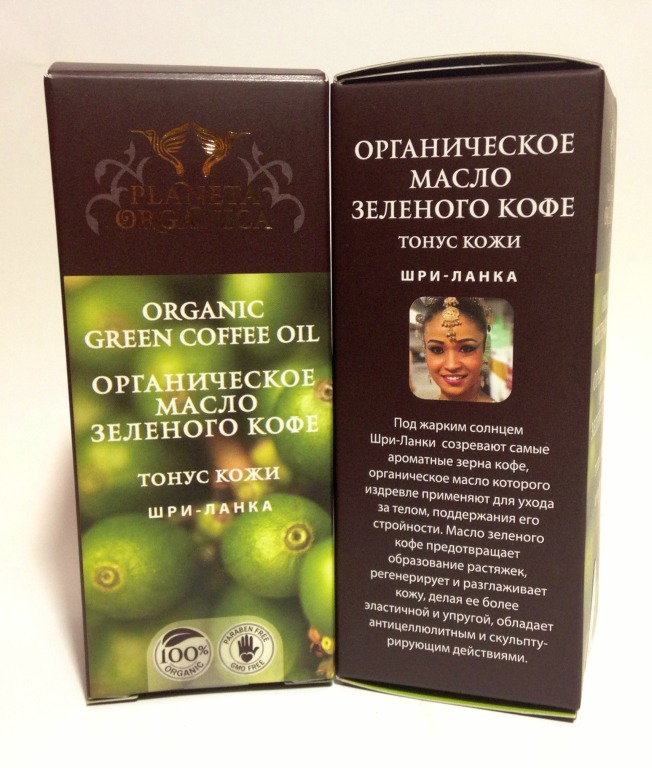 PLANETA
ORGANICA
ORGANIC
GREEN COFFEE OIL
ОРГАНИЧЕСКОЕ
МАСЛО
ЗЕЛЕНОГО КОФЕ
ТОНУС КОЖИ
ШРИ-ЛАНКА
100%
ORGANIC
PARABEN FREE
GMO FREE
ОРГАНИЧЕСКОЕ
МАСЛО
ЗЕЛЕНОГО КОФЕ
ТОНУС КОЖИ
ШРИ-ЛАНКА
Под жарким солнцем
Шри-Ланки созревают самые
ароматные зерна кофе,
органическое масло которого
издревле применяют для ухода
за телом, поддержания его
стройности. Масло зеленого
кофе предотвращает
образование растяжек,
регенерирует и разглаживает
кожу, делая ее более
эластичной и упругой, обладает
антицеллюлитным и скульпту-
рирующим действиями.